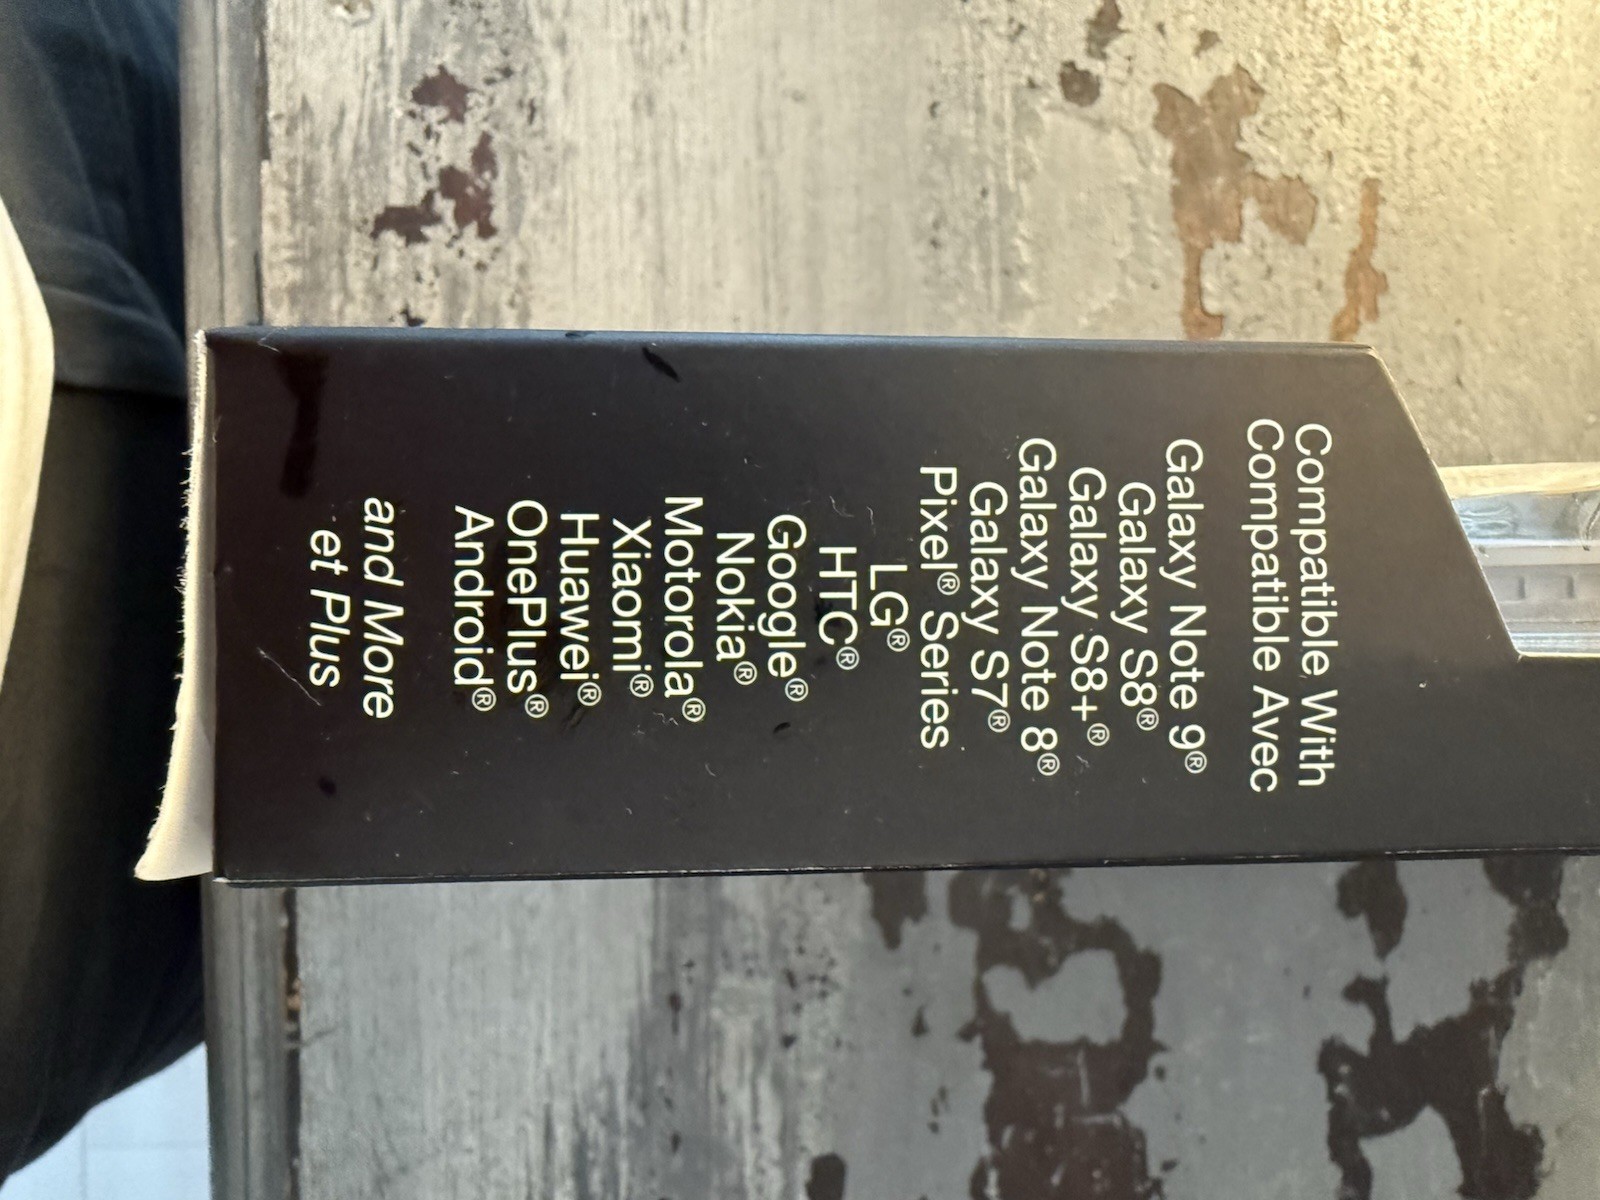 Compatible With
Compatible Avec
Galaxy Note 9®
Galaxy S8®
Galaxy S8+®
Galaxy Note 8®
Galaxy S7®
Pixel® Series
LG®
HTC®
Google®
Nokia®
Motorola®
Xiaomi®
Huawei®
OnePlus®
Android®
and More
et Plus